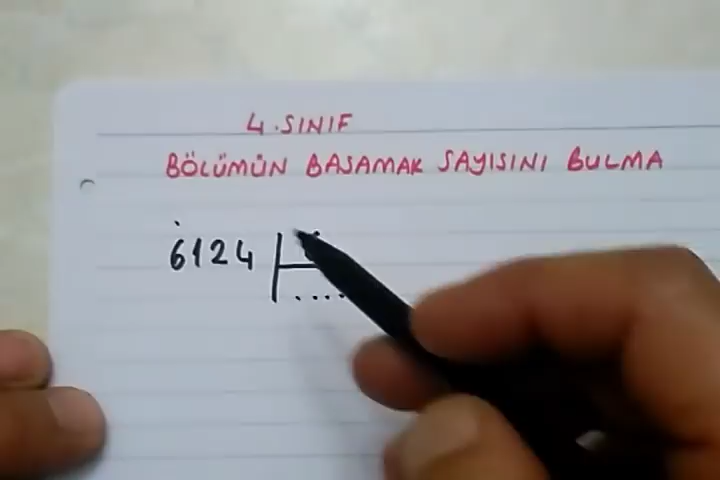 4.SINIF
BÖLÜMÜN BASAMAK SAYISINI BULMA
6124
....